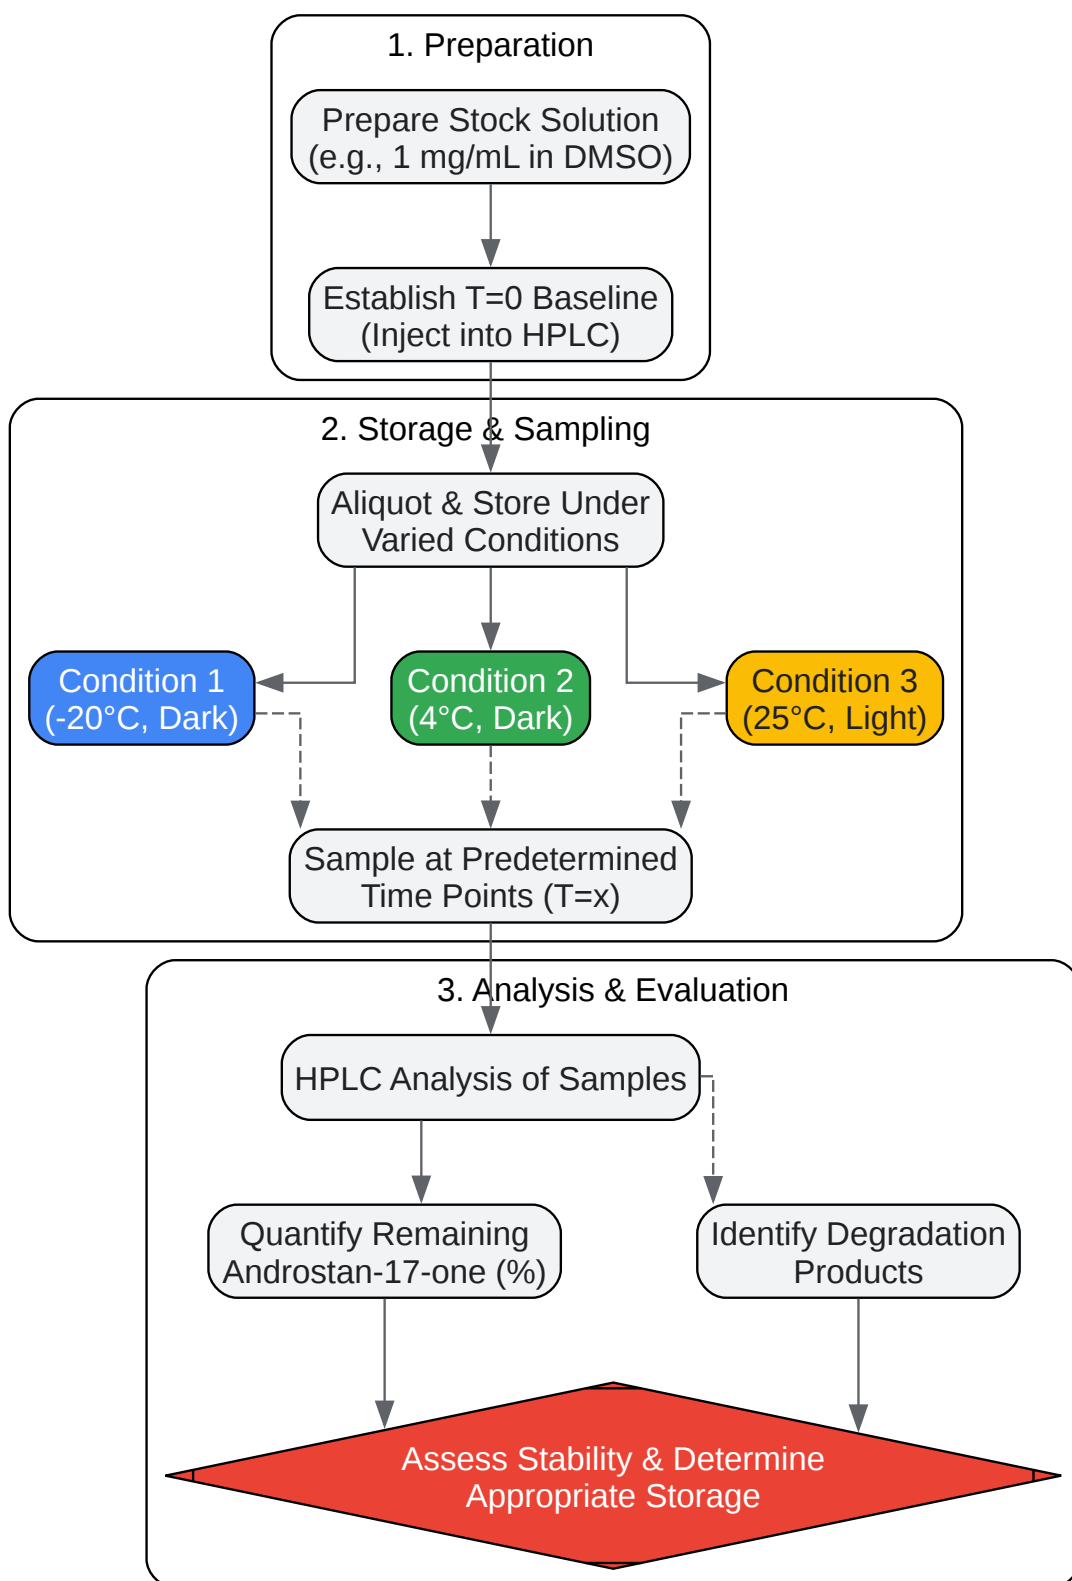 1. Preparation
Prepare Stock Solution
(e.g., 1 mg/mL in DMSO)
Establish T=0 Baseline
(Inject into HPLC)
2. Storage & Sampling
Aliquot & Store Under
Varied Conditions
Condition 1
(-20°C, Dark)
Condition 2
(4°C, Dark)
Condition 3
(25°C, Light)
Sample at Predetermined
Time Points (T=x)
3. Analysis & Evaluation
HPLC Analysis of Samples
Quantify Remaining
Androstan-17-one (%)
Identify Degradation
Products
Assess Stability & Determine
Appropriate Storage